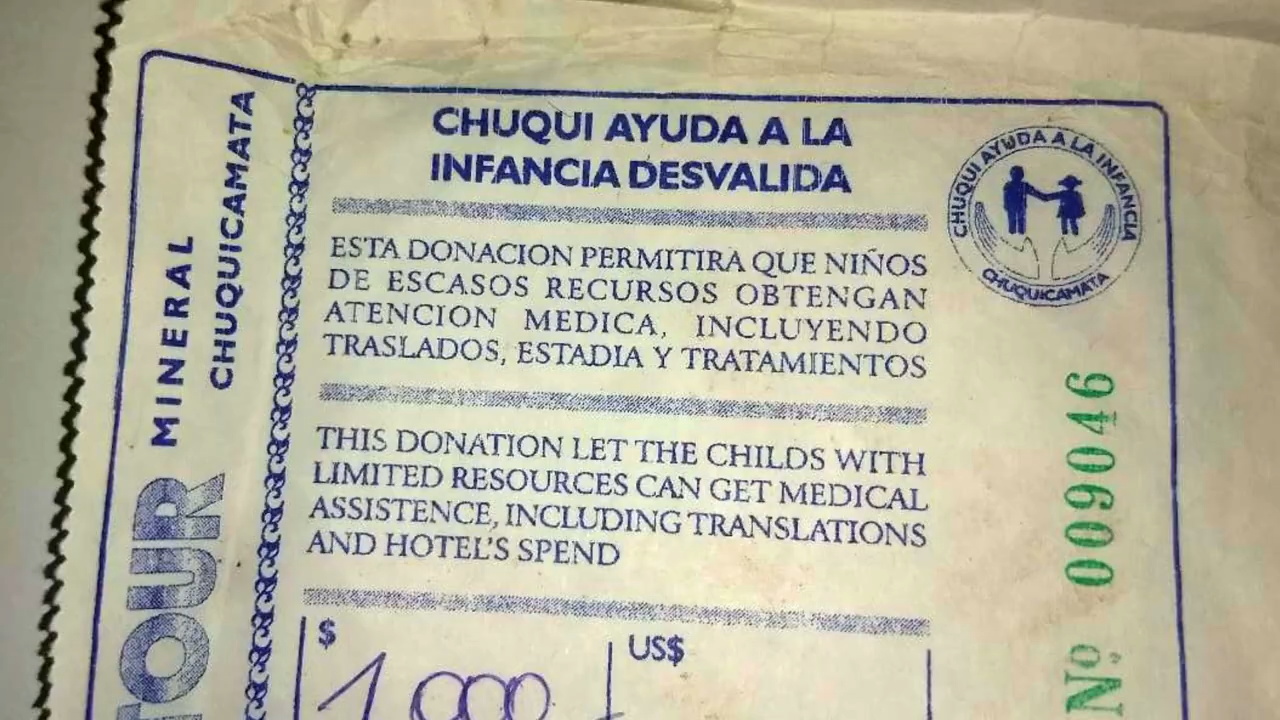 MINERAL
CHUQUICAMATA
TOUR
CHUQUI AYUDA A LA
INFANCIA DESVALIDA
CHUQUI AYUDA A LA INFANCIA
CHUQUICAMATA
ESTA DONACION PERMITIRA QUE NIÑOS
DE ESCASOS RECURSOS OBTENGAN
ATENCION MEDICA, INCLUYENDO
TRASLADOS, ESTADIA Y TRATAMIENTOS
THIS DONATION LET THE CHILDS WITH
LIMITED RESOURCES CAN GET MEDICAL
ASSISTENCE, INCLUDING TRANSLATIONS
AND HOTEL'S SPEND
$ US$
1.000
Nº 009046